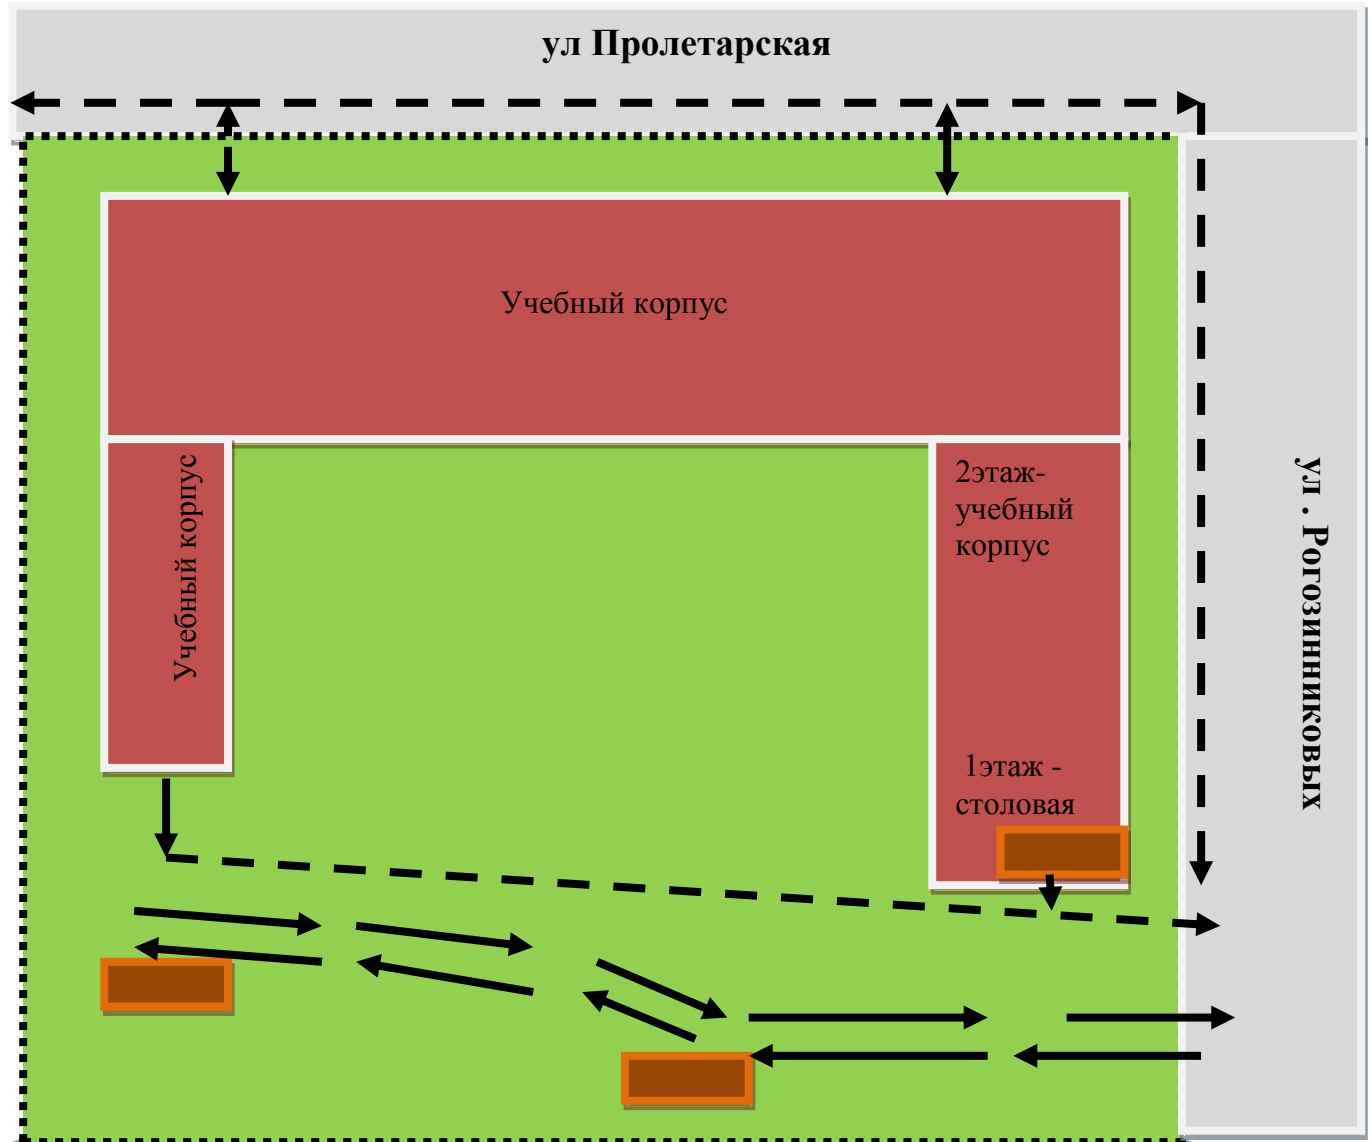 ул Пролетарская
Учебный корпус
Учебный корпус
2этаж-
учебный
корпус
1этаж -
столовая
ул . Рогозинниковых